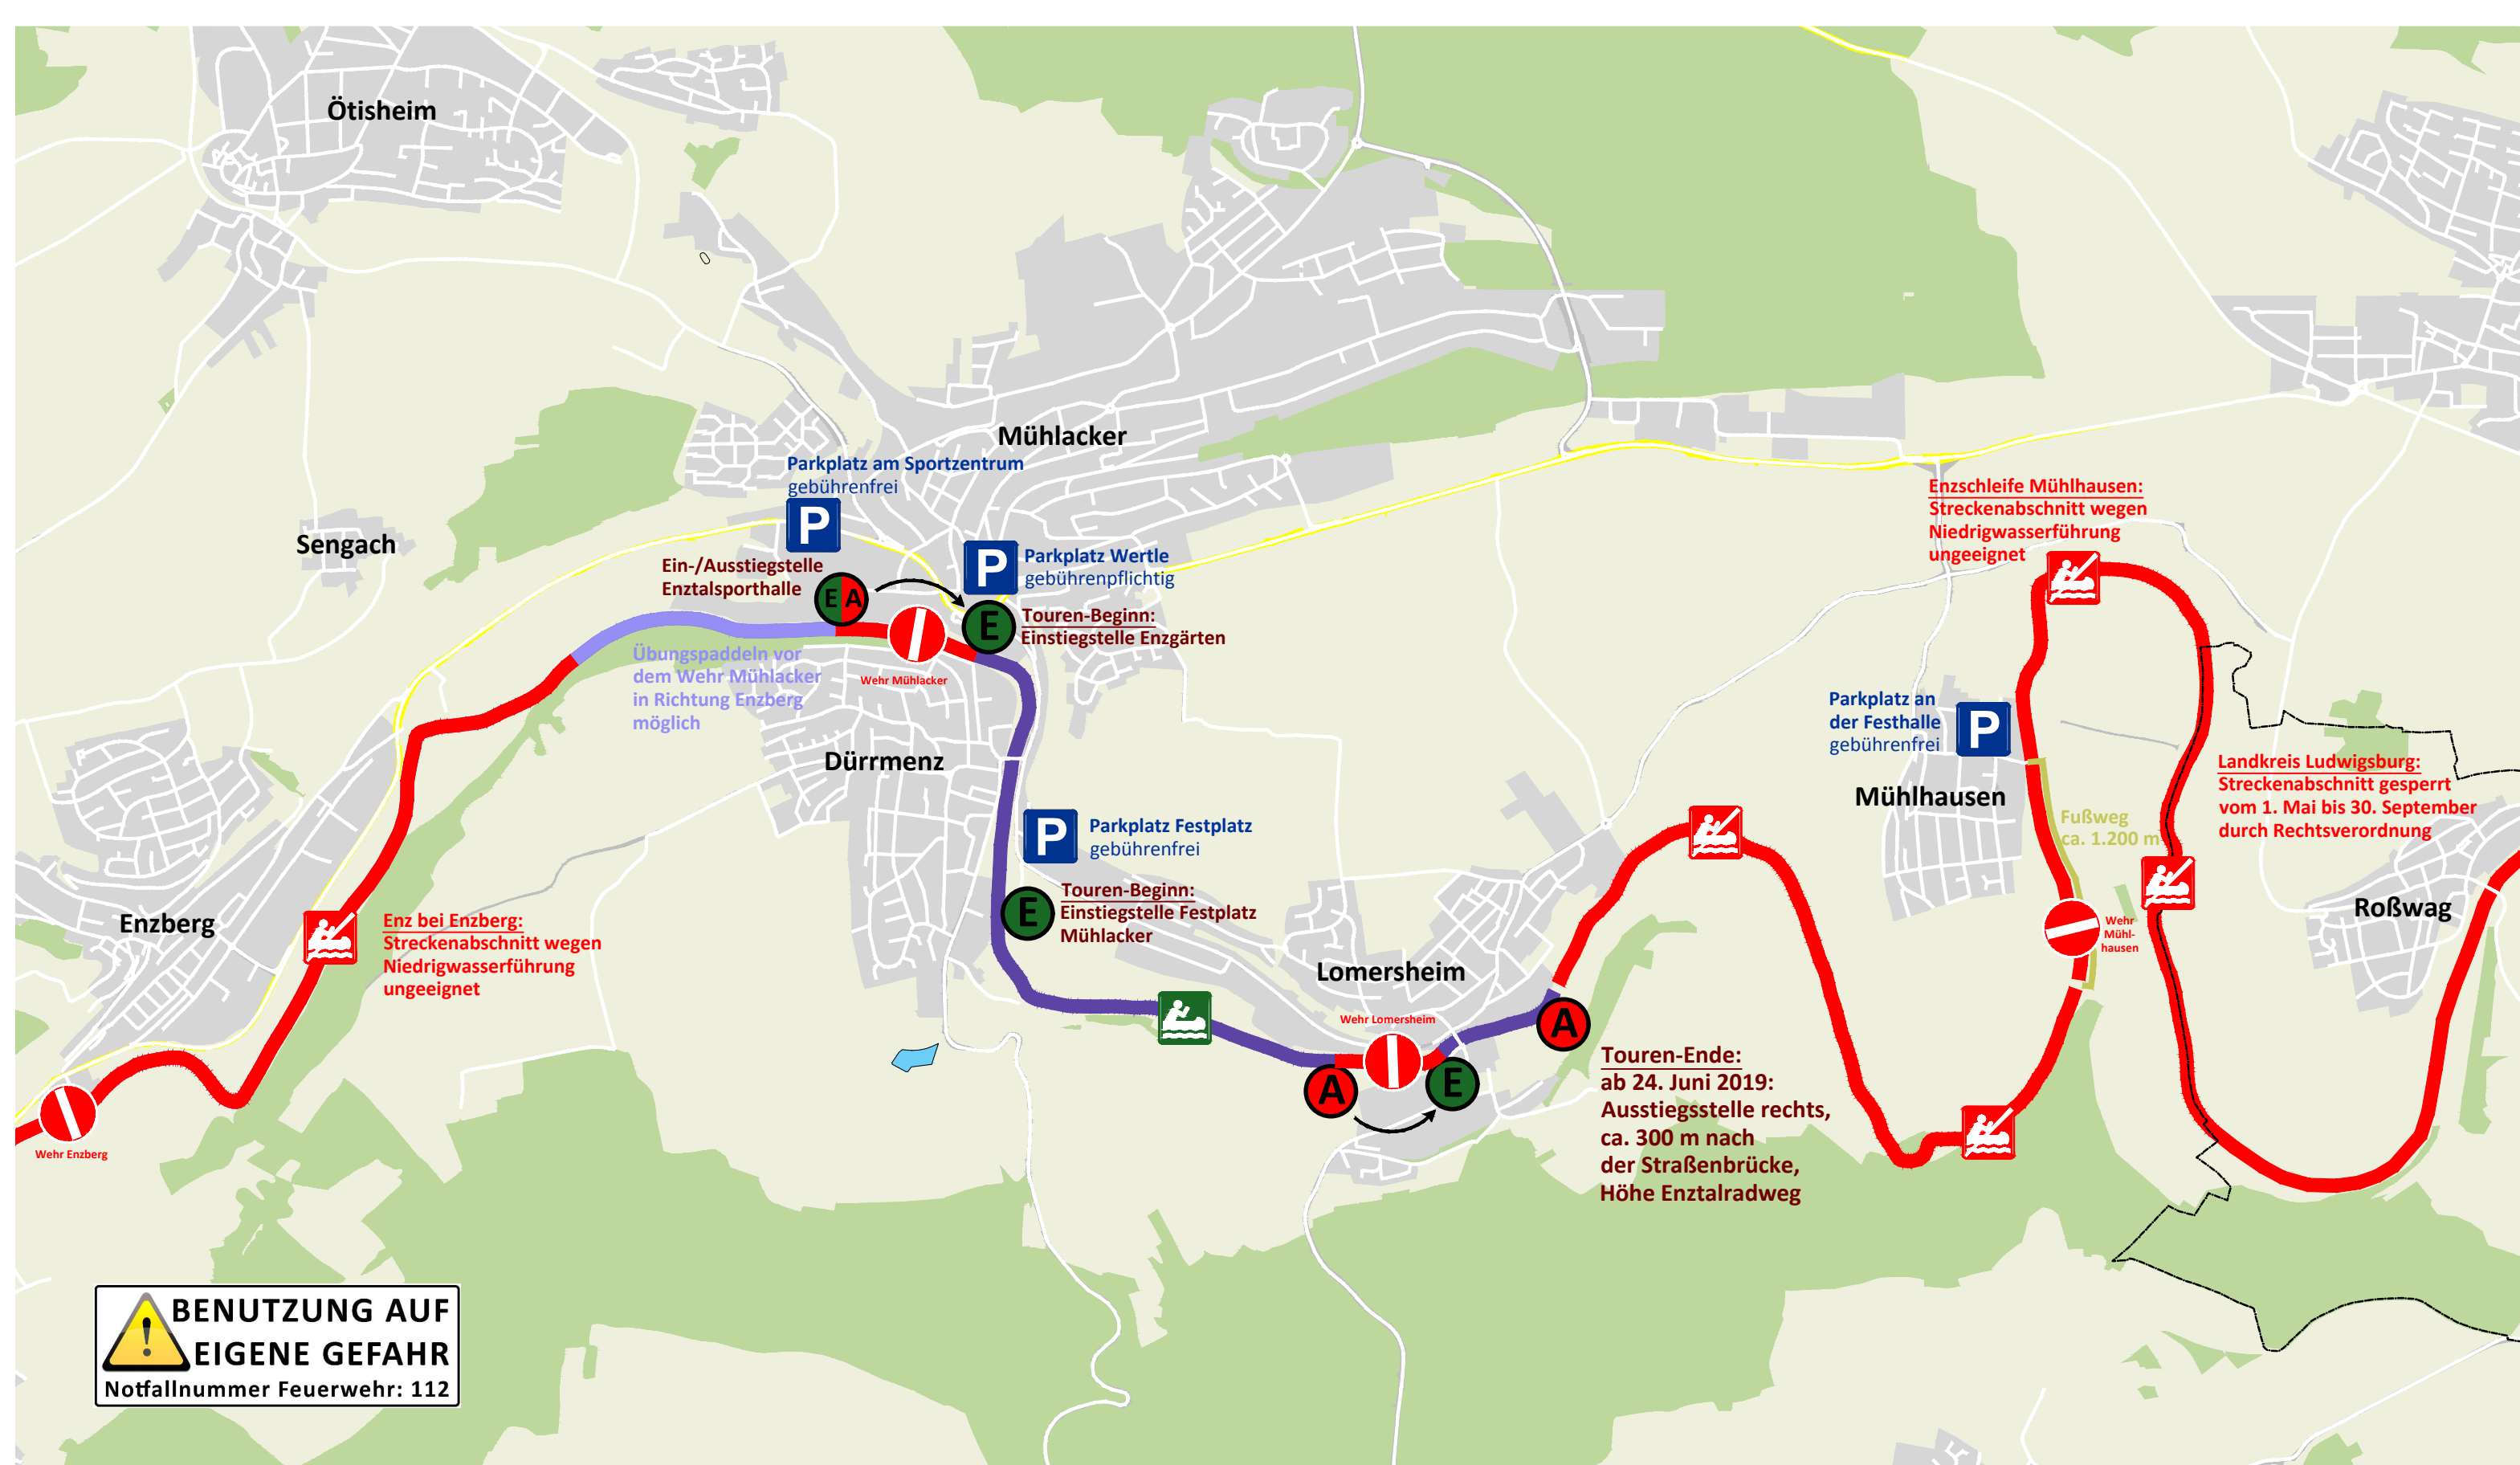 Ötisheim
Mühlacker
Parkplatz am Sportzentrum
gebührenfrei
P
Sengach
Ein-/Ausstiegstelle
Enztalsporthalle
E A
P
Parkplatz Wertle
gebührenpflichtig
E
Touren-Beginn:
Einstiegstelle Enzgärten
Übungspaddeln vor
dem Wehr Mühlacker
in Richtung Enzberg
möglich
Wehr Mühlacker
Dürrmenz
P
Parkplatz Festplatz
gebührenfrei
E
Touren-Beginn:
Einstiegstelle Festplatz
Mühlacker
Enzberg
Enz bei Enzberg:
Streckenabschnitt wegen
Niedrigwasserführung
ungeeignet
Wehr Enzberg
Lomersheim
Wehr Lomersheim
A
E
A
Touren-Ende:
ab 24. Juni 2019:
Ausstiegsstelle rechts,
ca. 300 m nach
der Straßenbrücke,
Höhe Enztalradweg
Enzschleife Mühlhausen:
Streckenabschnitt wegen
Niedrigwasserführung
ungeeignet
Parkplatz an
der Festhalle
gebührenfrei
P
Mühlhausen
Fußweg
ca. 1.200 m
Wehr
Mühl-
hausen
Landkreis Ludwigsburg:
Streckenabschnitt gesperrt
vom 1. Mai bis 30. September
durch Rechtsverordnung
Roßwag
BENUTZUNG AUF
EIGENE GEFAHR
Notfallnummer Feuerwehr: 112